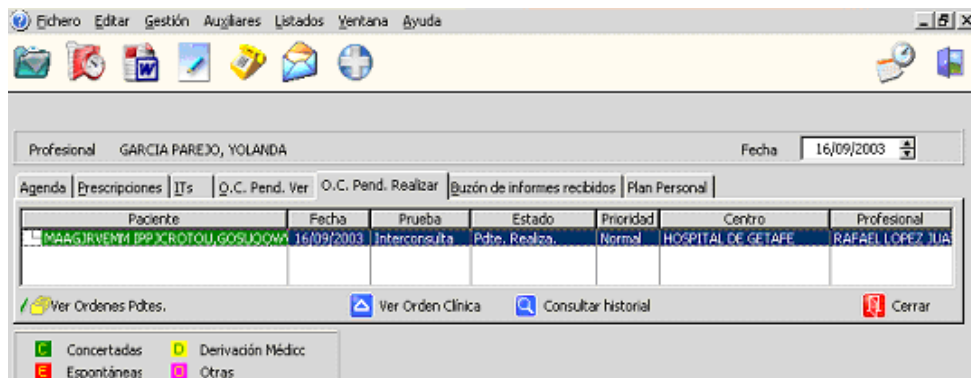 Fichero Editar Gestión Auxiliares Listados Ventana Ayuda
Profesional GARCIA PAREJO, YOLANDA Fecha 16/09/2003
Agenda Prescripciones ITs O.C. Pend. Ver O.C. Pend. Realizar Buzón de informes recibidos Plan Personal
Paciente Fecha Prueba Estado Prioridad Centro Profesional
16/09/2003 Interconsulta Pdte. Realiza. Normal HOSPITAL DE GETAFE RAFAEL LOPEZ JUA
Ver Ordenes Pdtes. Ver Orden Clínica Consultar historial Cerrar
C Concertadas D Derivación Médicc
E Espontáneas O Otras